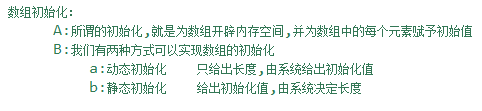 数组初始化:
A:所谓的初始化,就是为数组开辟内存空间,并为数组中的每个元素赋予初始值
B:我们有两种方式可以实现数组的初始化
a:动态初始化    只给出长度,由系统给出初始化值
b:静态初始化    给出初始化值,由系统决定长度